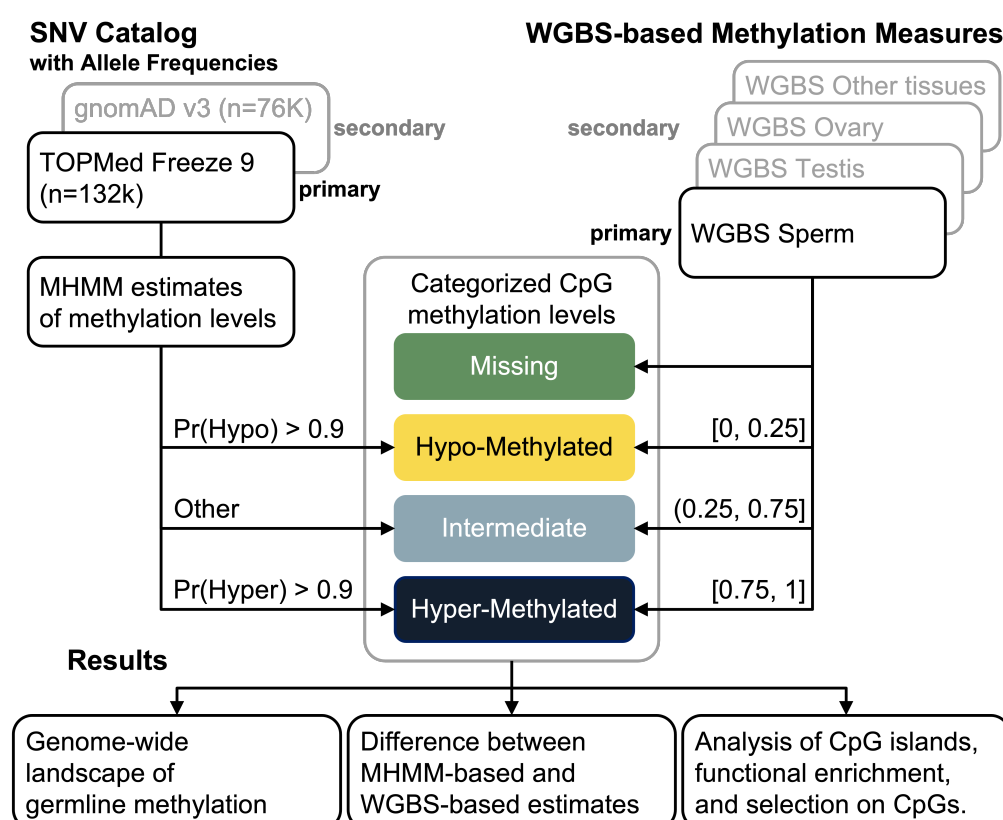 SNV Catalog
with Allele Frequencies
gnomAD v3 (n=76K)
secondary
TOPMed Freeze 9
(n=132k)
primary
MHMM estimates
of methylation levels
WGBS-based Methylation Measures
WGBS Other tissues
secondary
WGBS Ovary
WGBS Testis
primary
WGBS Sperm
Categorized CpG
methylation levels
Missing
Pr(Hypo) > 0.9
Hypo-Methylated
[0, 0.25]
Other
Intermediate
(0.25, 0.75]
Pr(Hyper) > 0.9
Hyper-Methylated
[0.75, 1]
Results
Genome-wide
landscape of
germline methylation
Difference between
MHMM-based and
WGBS-based estimates
Analysis of CpG islands,
functional enrichment,
and selection on CpGs.